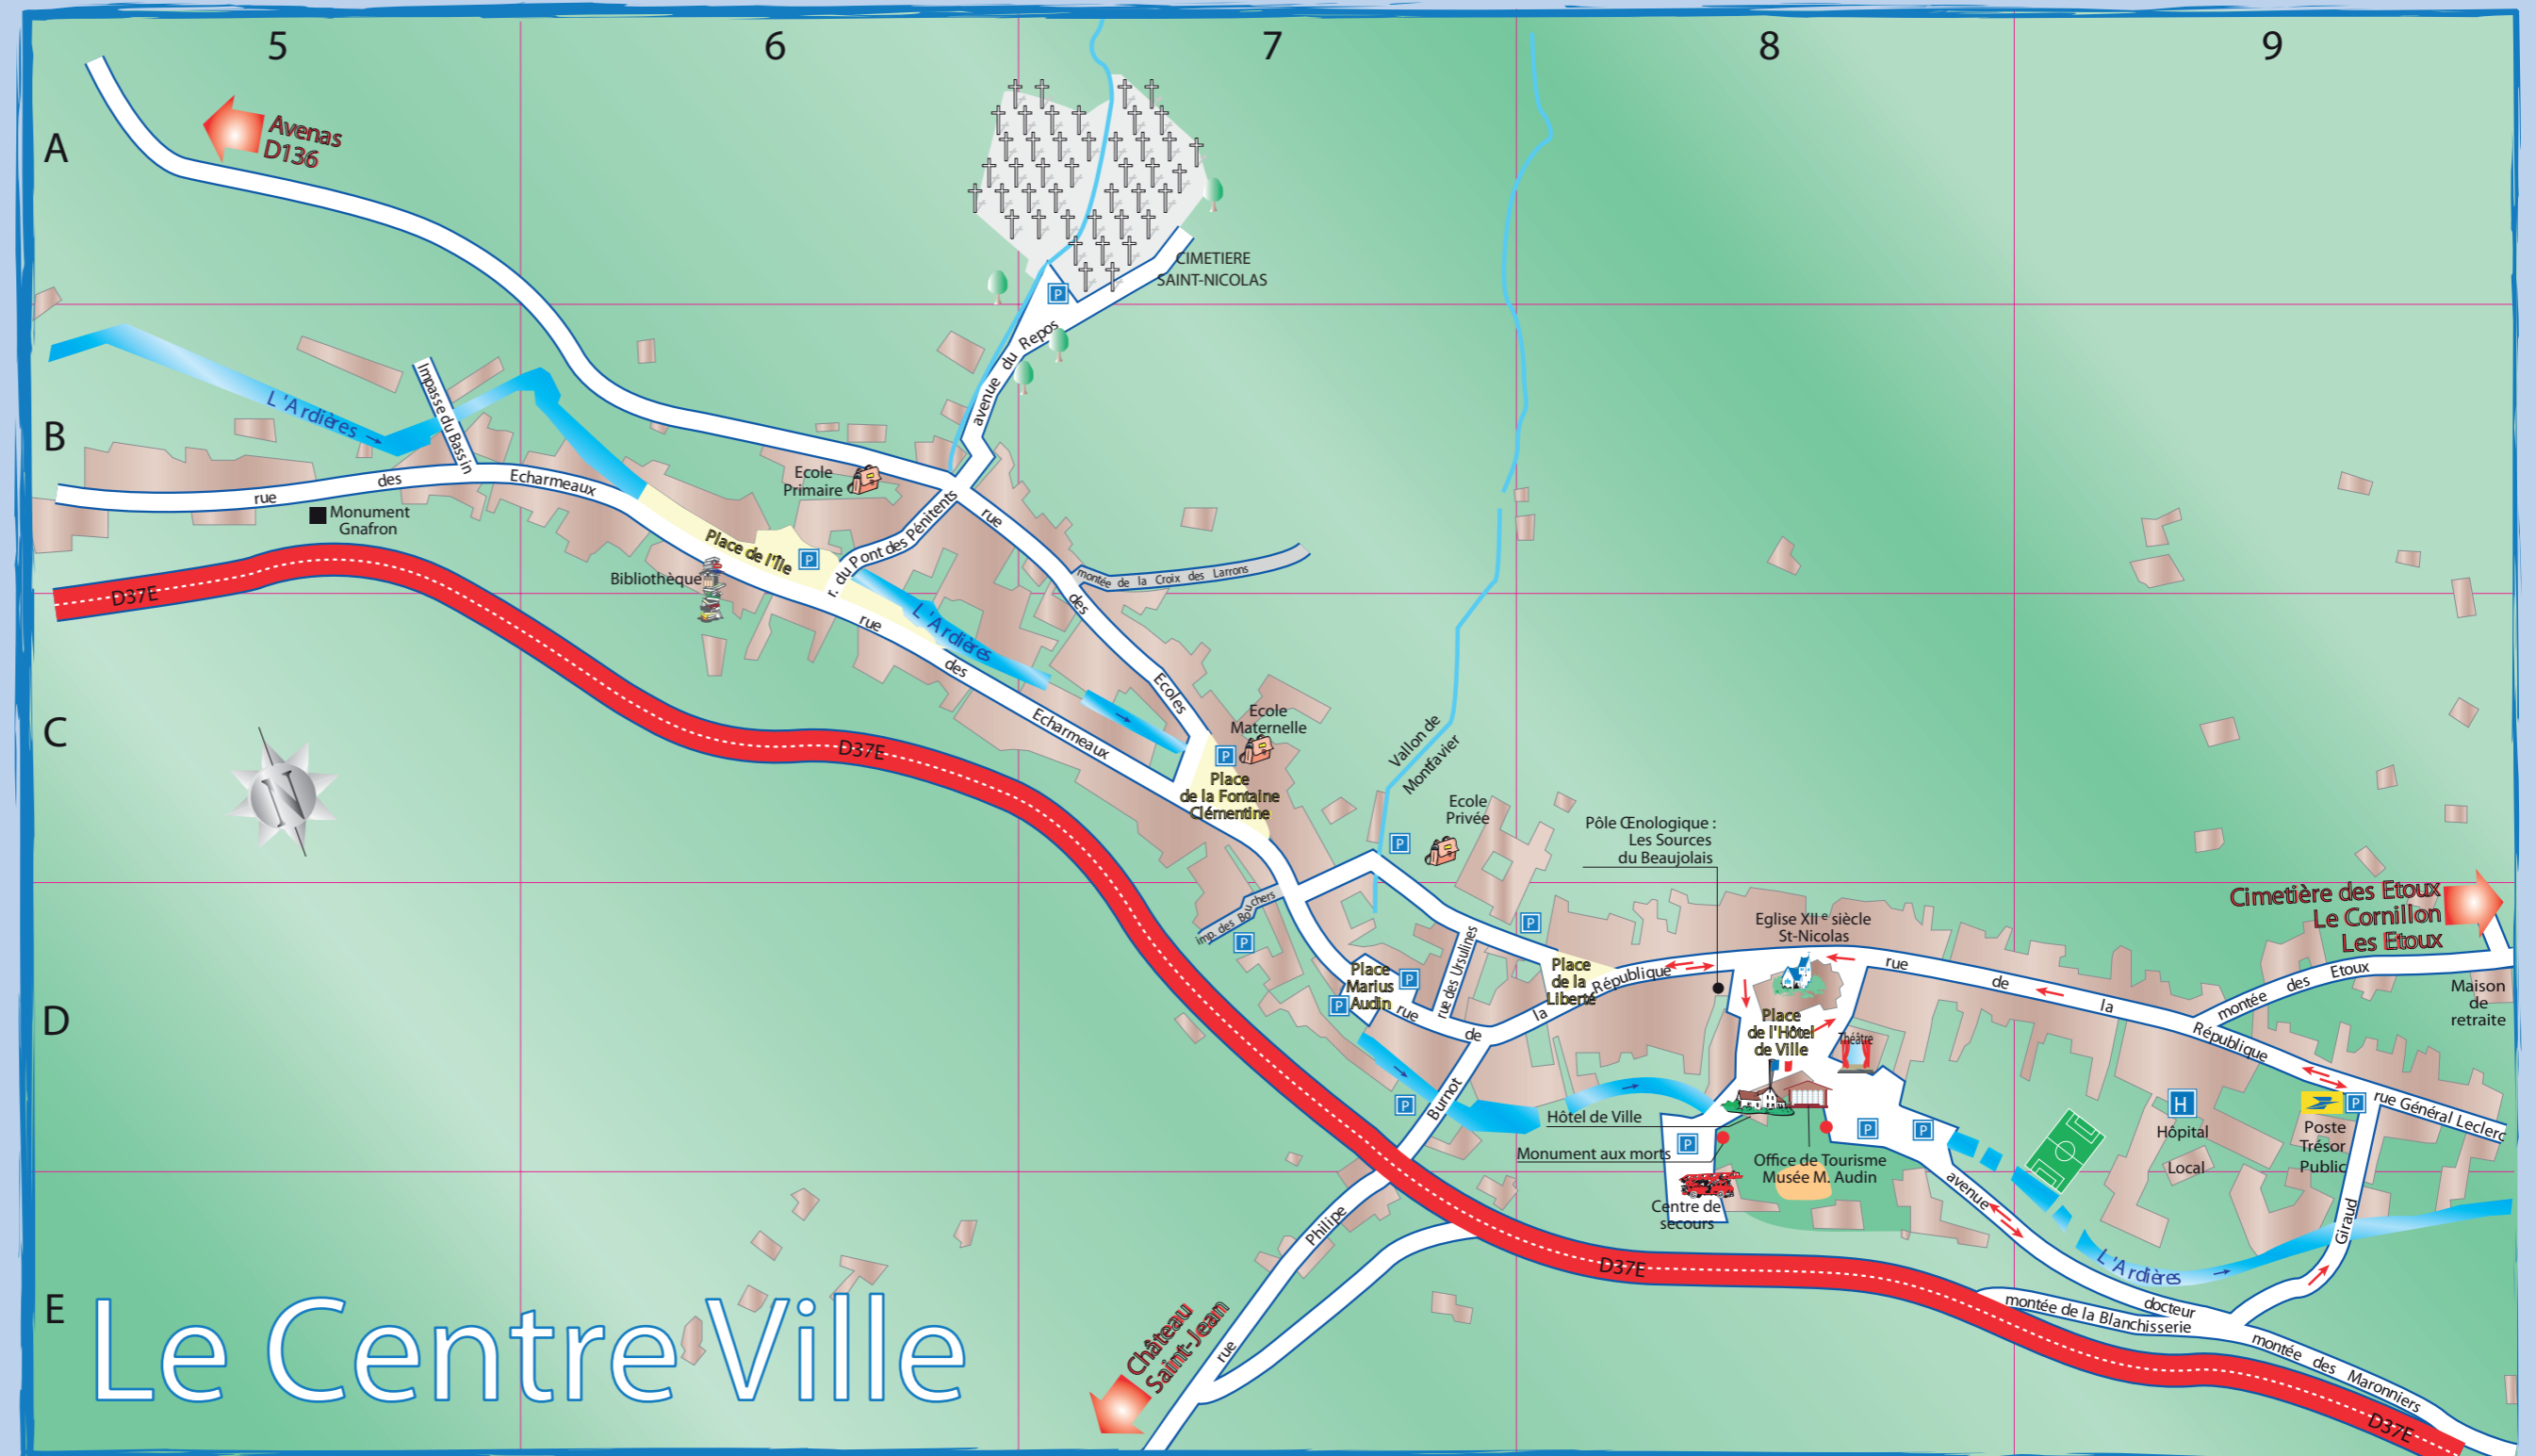 5
6
7
8
9
A
B
C
D
E
Avenas
D136
CIMETIERE
SAINT-NICOLAS
P
avenue du Repos
L'Ardières
Impasse du Bassin
rue des Echarmeaux
Monument
Gnafron
Ecole
Primaire
Place de l'Île
P
r. du Pont des Pénitents
Bibliothèque
rue des Ecoles
montée de la Croix des Larrons
D37E
L'Ardières
rue des Echarmeaux
D37E
N
Ecole
Maternelle
P
Place
de la Fontaine
Clémentine
Vallon de
Montfavier
Ecole
Privée
P
Pôle Œnologique :
Les Sources
du Beaujolais
imp. des Bouchers
P
P
Place
Marius
Audin
P
P
rue des Ursulines
Place
de la
Liberté
rue de la République
Eglise XIIe siècle
St-Nicolas
Place
de l'Hôtel
de Ville
Théâtre
rue de la République
montée des Etoux
Cimetière des Etoux
Le Cornillon
Les Etoux
Maison
de
retraite
P
rue Philipe Burnot
Hôtel de Ville
Monument aux morts
P
Office de Tourisme
Musée M. Audin
P
P
Centre de
secours
H
Hôpital
Local
P
Poste
Trésor
Public
rue Général Leclerc
avenue docteur Giraud
L'Ardières
D37E
montée de la Blanchisserie
montée des Maronniers
D37E
Château
Saint-Jean
Le Centre Ville